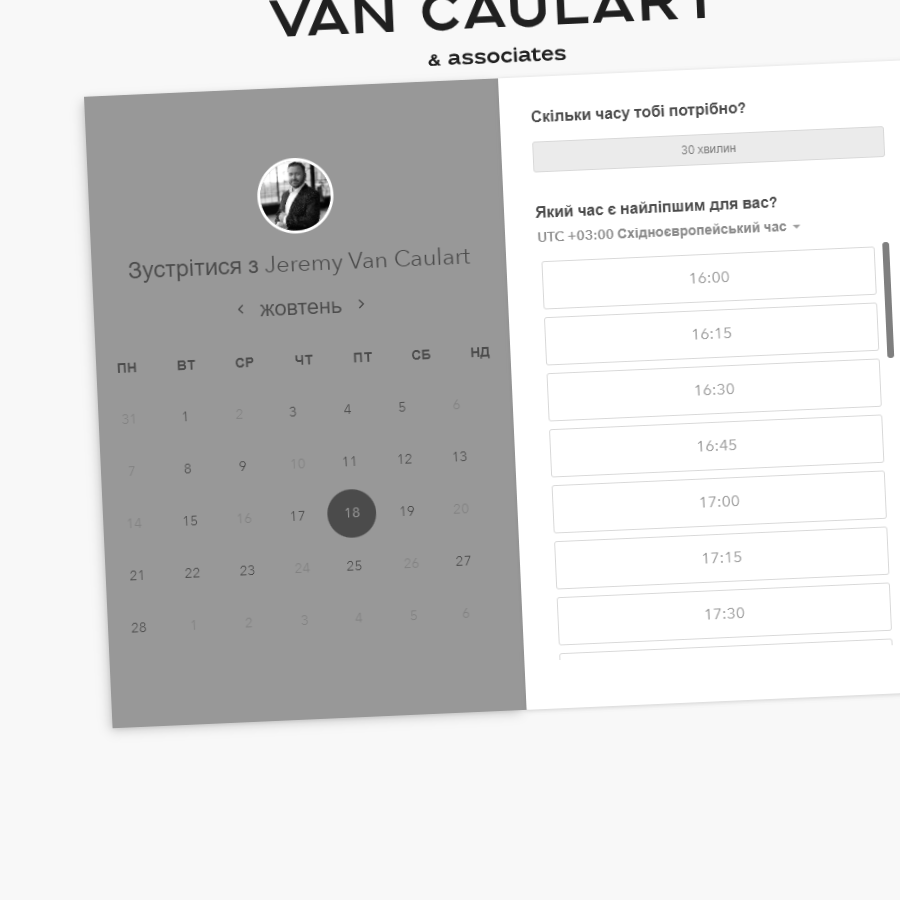 VAN CAULART
& associates
Зустрітися з Jeremy Van Caulart
‹ жовтень ›
ПН ВТ СР ЧТ ПТ СБ НД
31 1 2 3 4 5 6
7 8 9 10 11 12 13
14 15 16 17 18 19 20
21 22 23 24 25 26 27
28 1 2 3 4 5 6
Скільки часу тобі потрібно?
30 хвилин
Який час є найліпшим для вас?
UTC +03:00 Східноєвропейський час
16:00
16:15
16:30
16:45
17:00
17:15
17:30